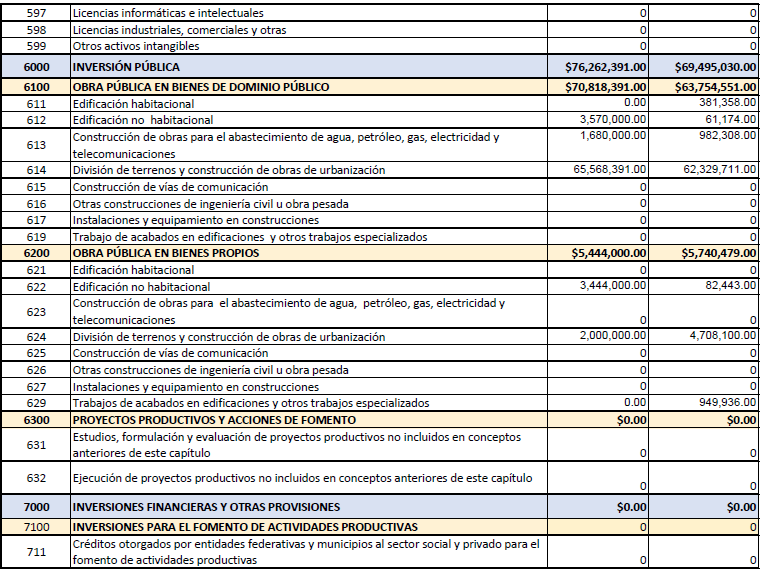 597 Licencias informáticas e intelectuales 0 0
598 Licencias industriales, comerciales y otras 0 0
599 Otros activos intangibles 0 0
6000 INVERSIÓN PÚBLICA $76,262,391.00 $69,495,030.00
6100 OBRA PÚBLICA EN BIENES DE DOMINIO PÚBLICO $70,818,391.00 $63,754,551.00
611 Edificación habitacional 0.00 381,358.00
612 Edificación no habitacional 3,570,000.00 61,174.00
613 Construcción de obras para el abastecimiento de agua, petróleo, gas, electricidad y 1,680,000.00 982,308.00
telecomunicaciones
614 División de terrenos y construcción de obras de urbanización 65,568,391.00 62,329,711.00
615 Construcción de vías de comunicación 0 0
616 Otras construcciones de ingeniería civil u obra pesada 0 0
617 Instalaciones y equipamiento en construcciones 0 0
619 Trabajo de acabados en edificaciones y otros trabajos especializados 0 0
6200 OBRA PÚBLICA EN BIENES PROPIOS $5,444,000.00 $5,740,479.00
621 Edificación habitacional 0 0
622 Edificación no habitacional 3,444,000.00 82,443.00
623 Construcción de obras para el abastecimiento de agua, petróleo, gas, electricidad y
telecomunicaciones 0 0
624 División de terrenos y construcción de obras de urbanización 2,000,000.00 4,708,100.00
625 Construcción de vías de comunicación 0 0
626 Otras construcciones de ingeniería civil u obra pesada 0 0
627 Instalaciones y equipamiento en construcciones 0 0
629 Trabajos de acabados en edificaciones y otros trabajos especializados 0.00 949,936.00
6300 PROYECTOS PRODUCTIVOS Y ACCIONES DE FOMENTO $0.00 $0.00
631 Estudios, formulación y evaluación de proyectos productivos no incluidos en conceptos
anteriores de este capítulo 0 0
632 Ejecución de proyectos productivos no incluidos en conceptos anteriores de este capítulo 0 0
7000 INVERSIONES FINANCIERAS Y OTRAS PROVISIONES $0.00 $0.00
7100 INVERSIONES PARA EL FOMENTO DE ACTIVIDADES PRODUCTIVAS 0 0
711 Créditos otorgados por entidades federativas y municipios al sector social y privado para el
fomento de actividades productivas 0 0